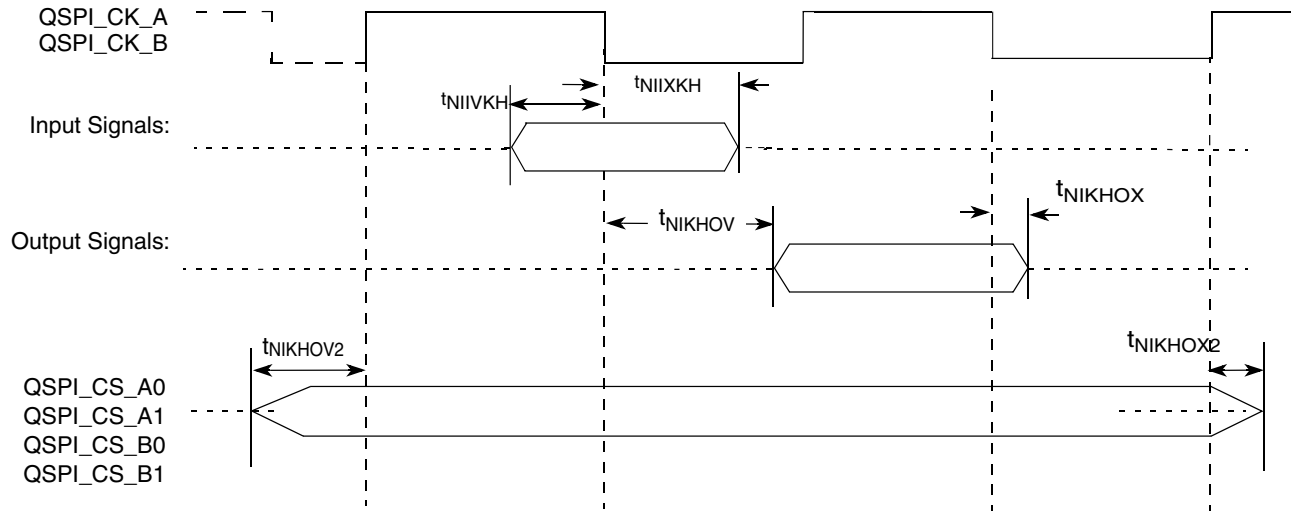 QSPI_CK_A
QSPI_CK_B
tNIIVKH
tNIIXKH
Input Signals:
tNIKHOV
tNIKHOX
Output Signals:
tNIKHOV2
tNIKHOX2
QSPI_CS_A0
QSPI_CS_A1
QSPI_CS_B0
QSPI_CS_B1